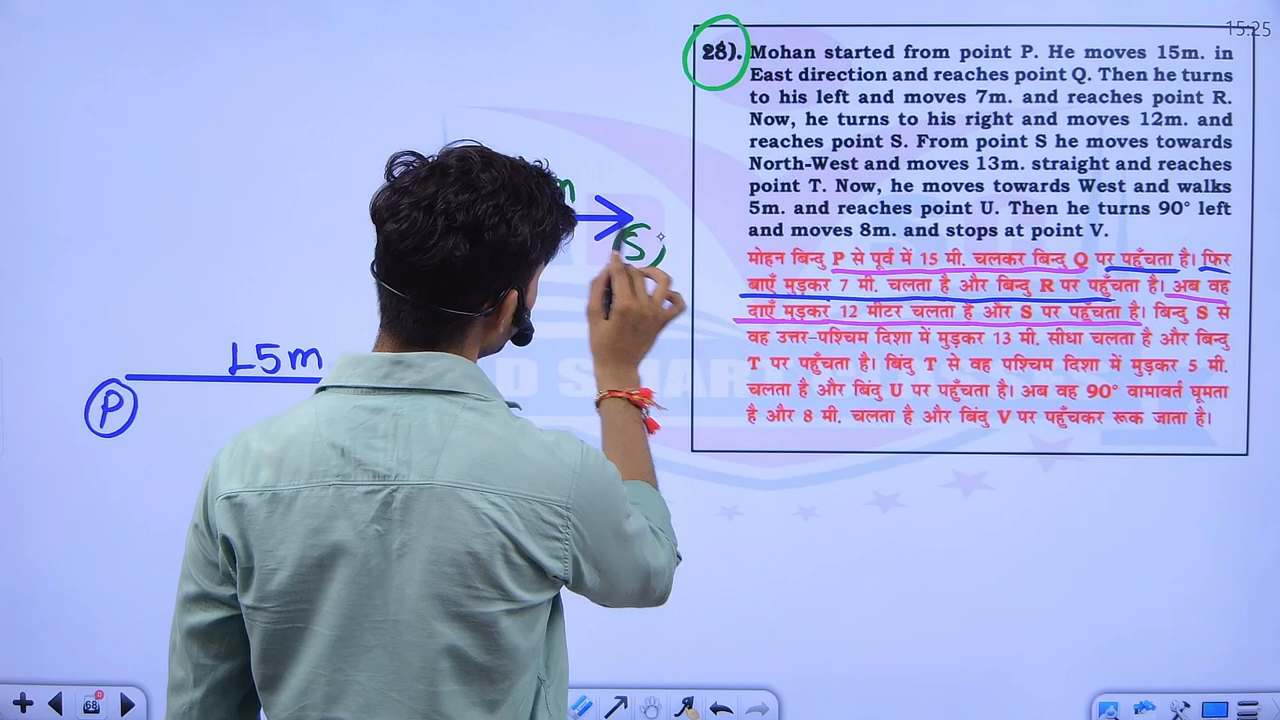 15:25
28). Mohan started from point P. He moves 15m. in
East direction and reaches point Q. Then he turns
to his left and moves 7m. and reaches point R.
Now, he turns to his right and moves 12m. and
reaches point S. From point S he moves towards
North-West and moves 13m. straight and reaches
point T. Now, he moves towards West and walks
5m. and reaches point U. Then he turns 90° left
and moves 8m. and stops at point V.
मोहन बिन्दु P से पूर्व में 15 मी. चलकर बिन्दु Q पर पहुँचता है। फिर
बाएँ मुड़कर 7 मी. चलता है और बिन्दु R पर पहुँचता है। अब वह
दाएँ मुड़कर 12 मीटर चलता है और S पर पहुँचता है। बिन्दु S से
वह उत्तर-पश्चिम दिशा में मुड़कर 13 मी. सीधा चलता है और बिन्दु
T पर पहुँचता है। बिंदु T से वह पश्चिम दिशा में मुड़कर 5 मी.
चलता है और बिंदु U पर पहुँचता है। अब वह 90° वामावर्त घूमता
है और 8 मी. चलता है और बिंदु V पर पहुँचकर रूक जाता है।
m
S
15m
P
68
0